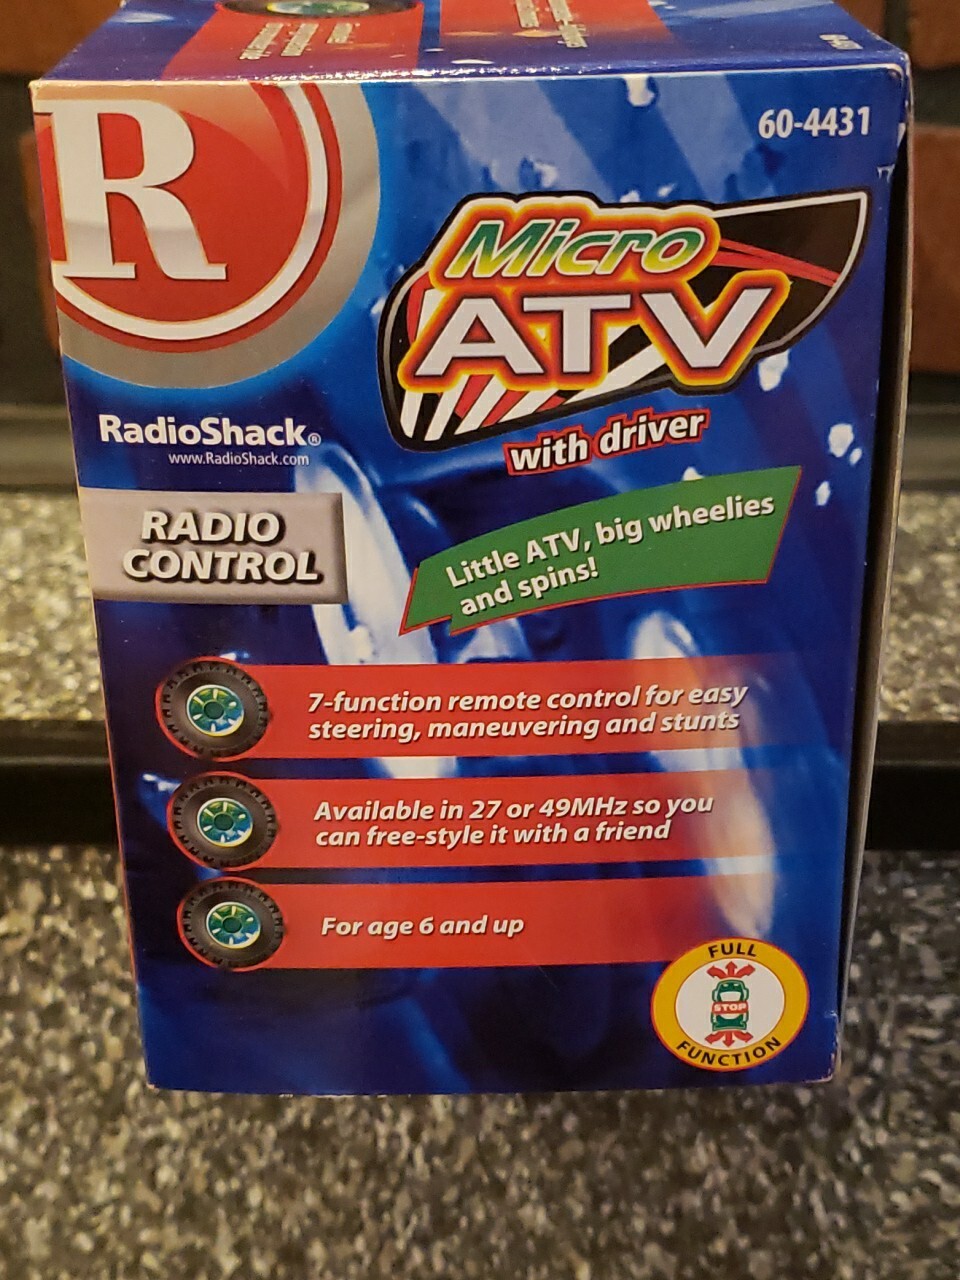 60-4431
R
Micro
ATV
with driver
RadioShack®
www.RadioShack.com
RADIO
CONTROL
Little ATV, big wheelies
and spins!
7-function remote control for easy
steering, maneuvering and stunts
Available in 27 or 49MHz so you
can free-style it with a friend
For age 6 and up
FULL
STOP
FUNCTION